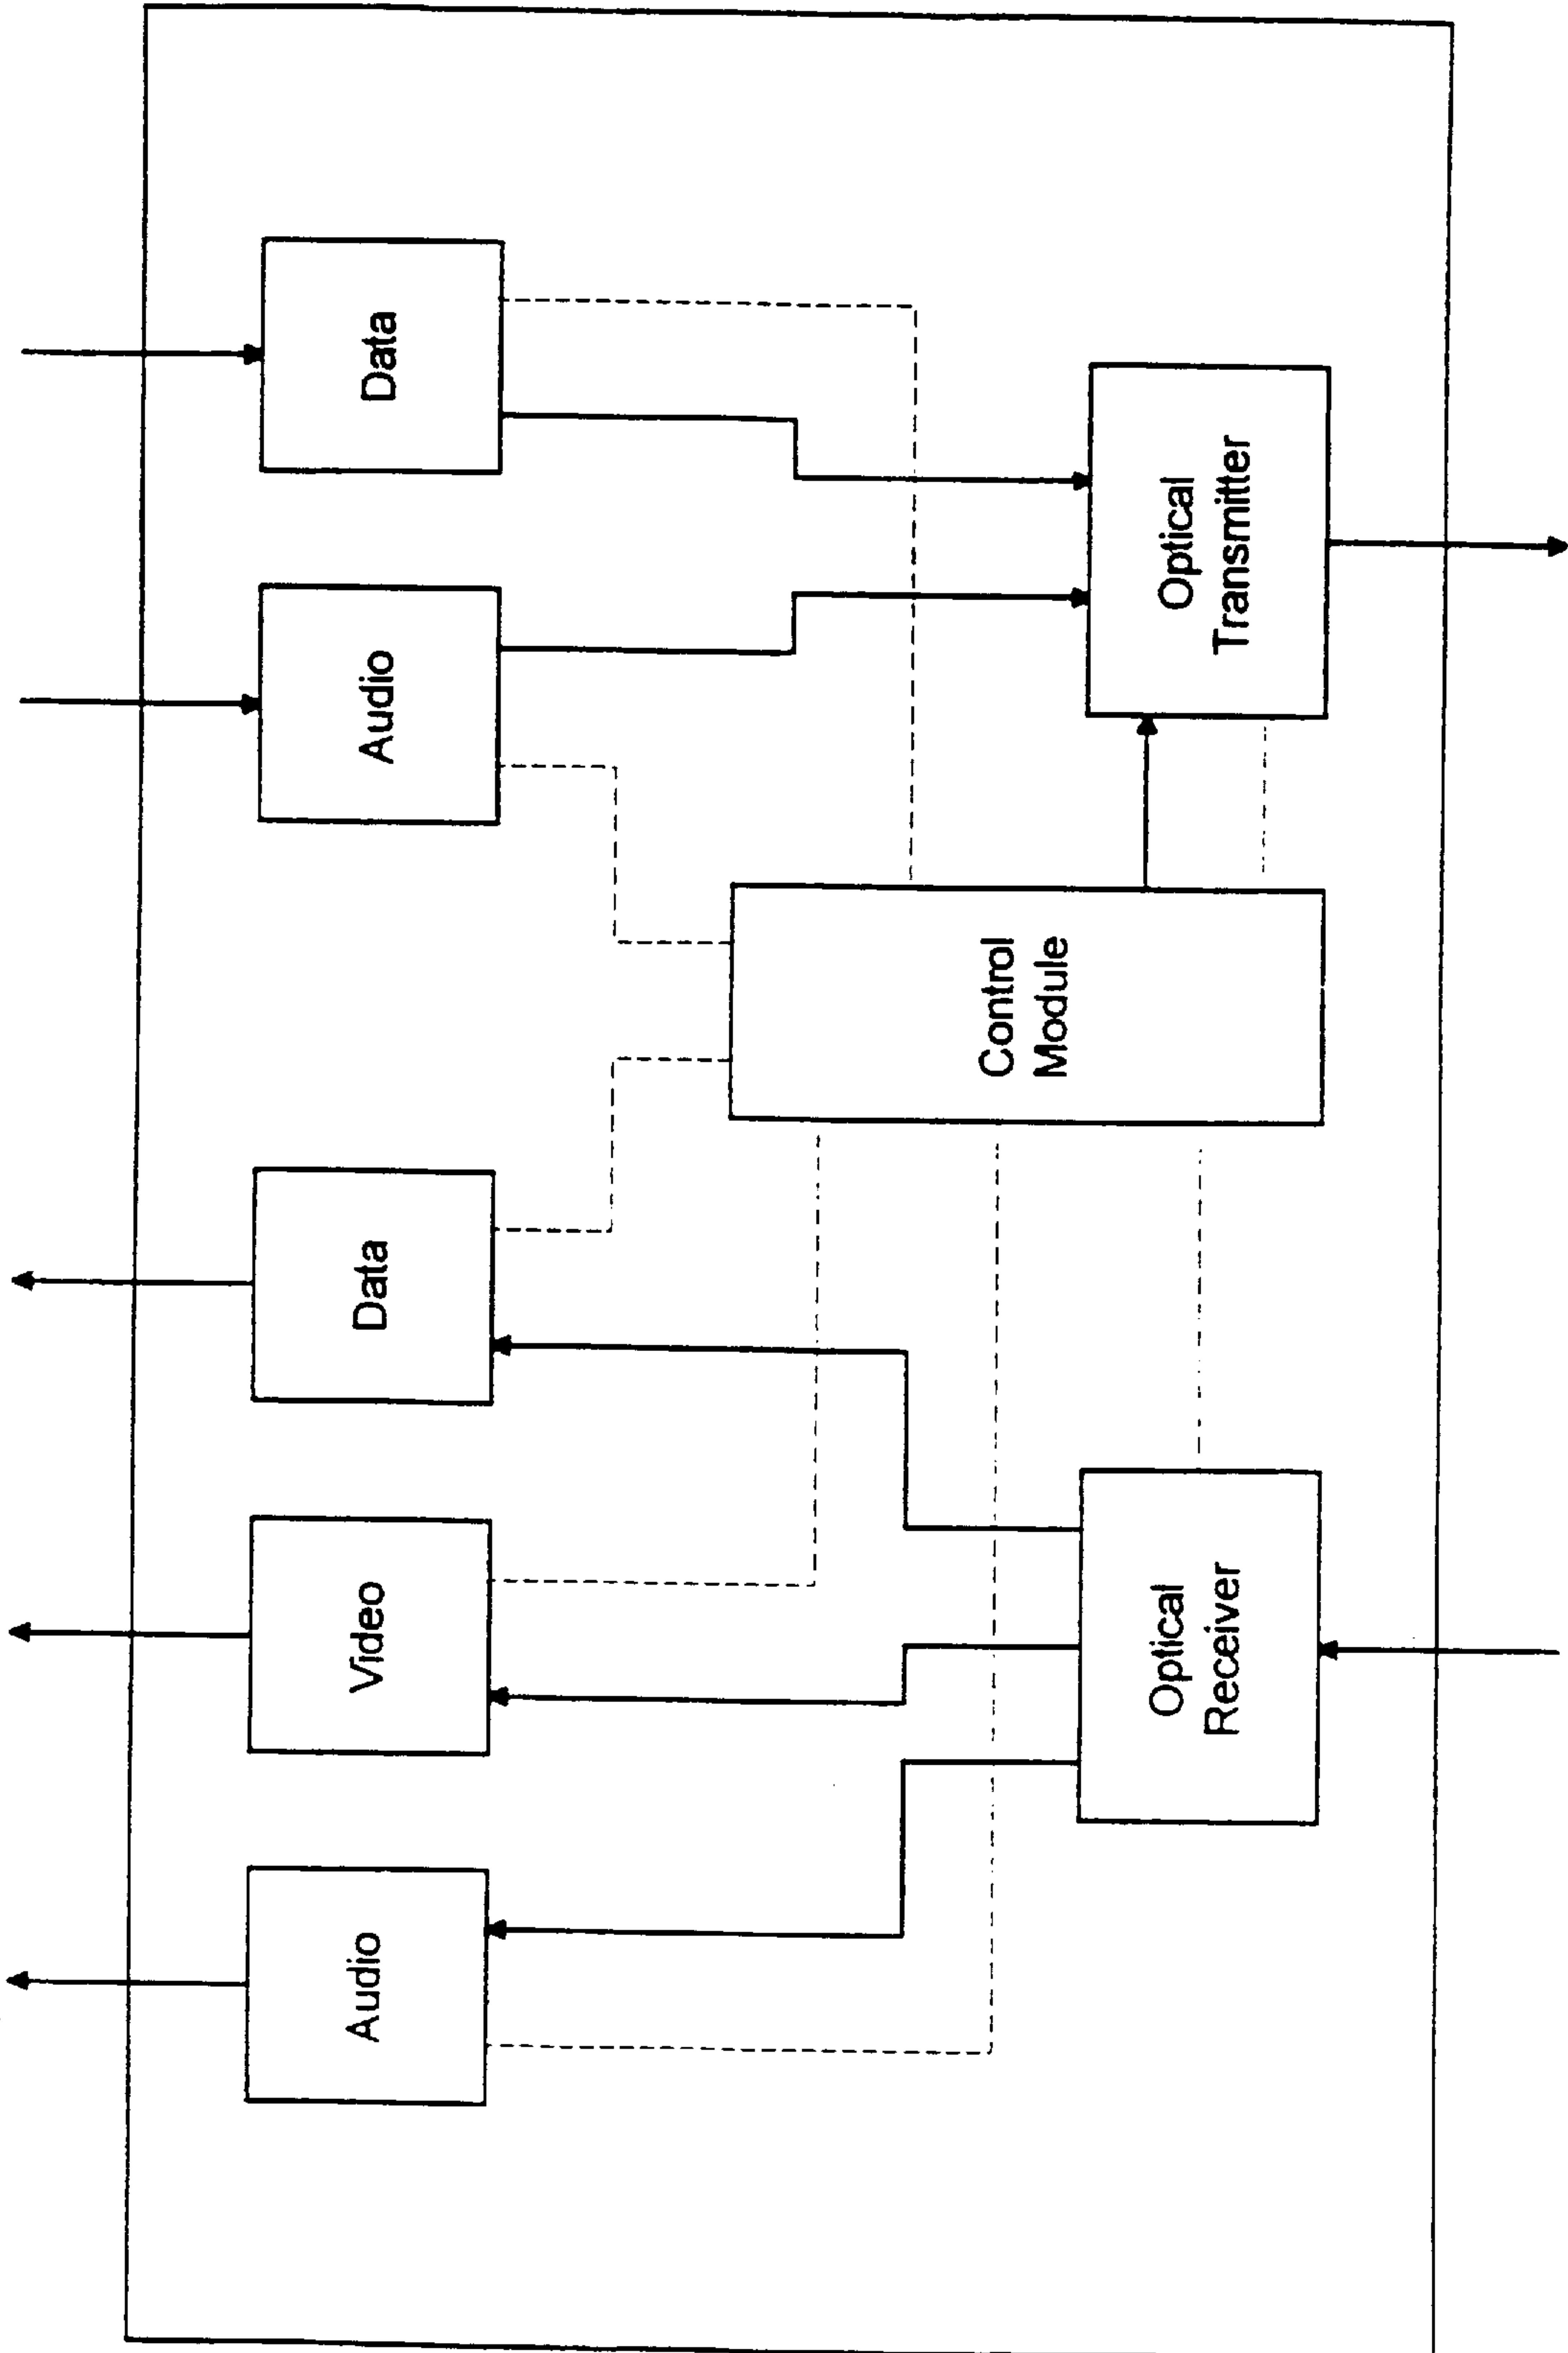 Audio
Video
Data
Audio
Data
Control
Module
Optical
Receiver
Optical
Transmitter